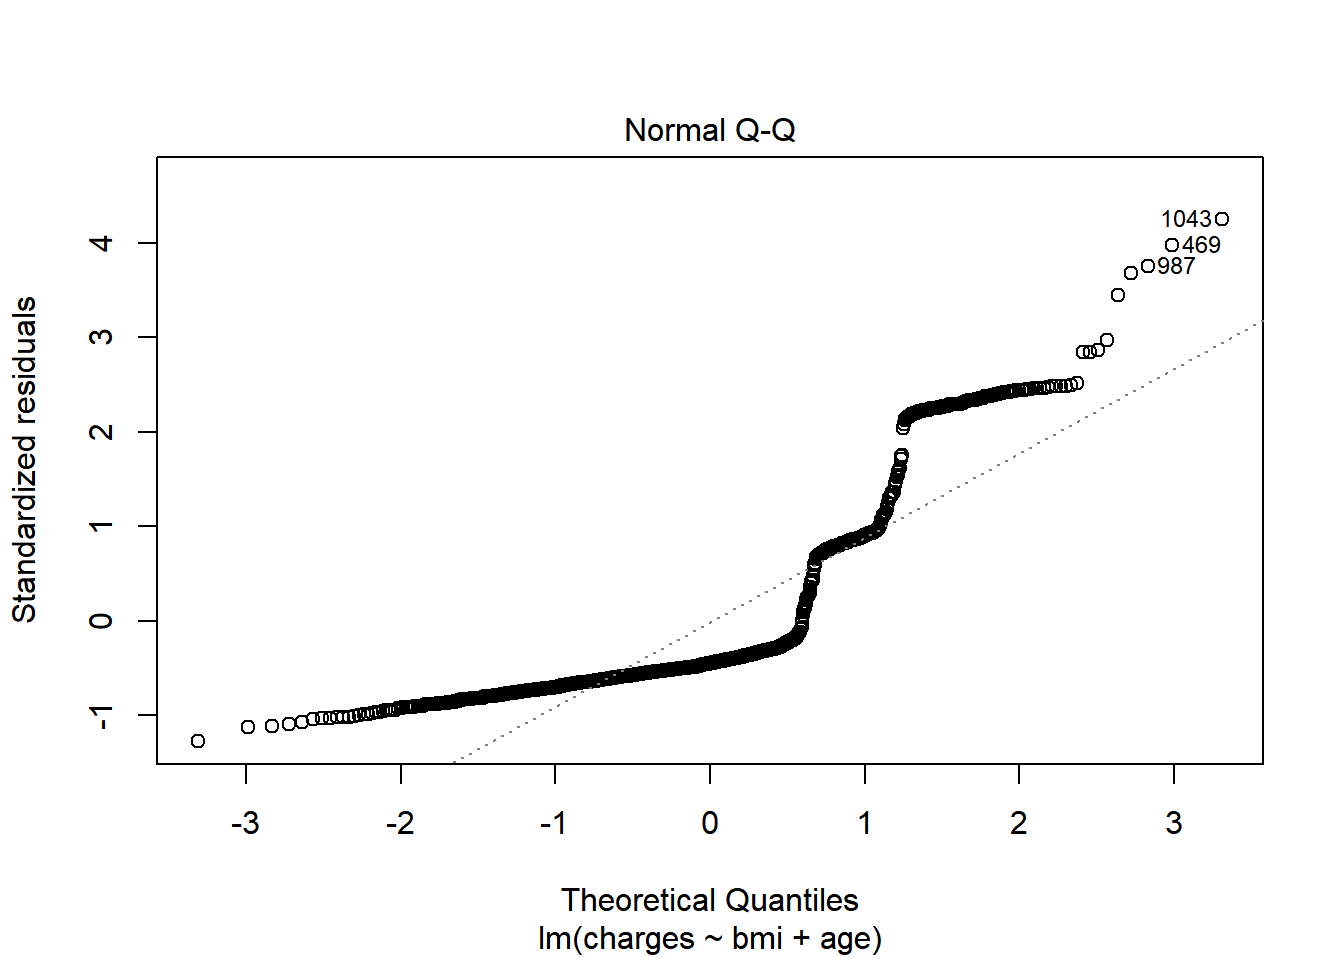 Normal Q-Q
Standardized residuals
4
3
2
1
0
-1
1043
469
987
-3 -2 -1 0 1 2 3
Theoretical Quantiles
lm(charges ~ bmi + age)